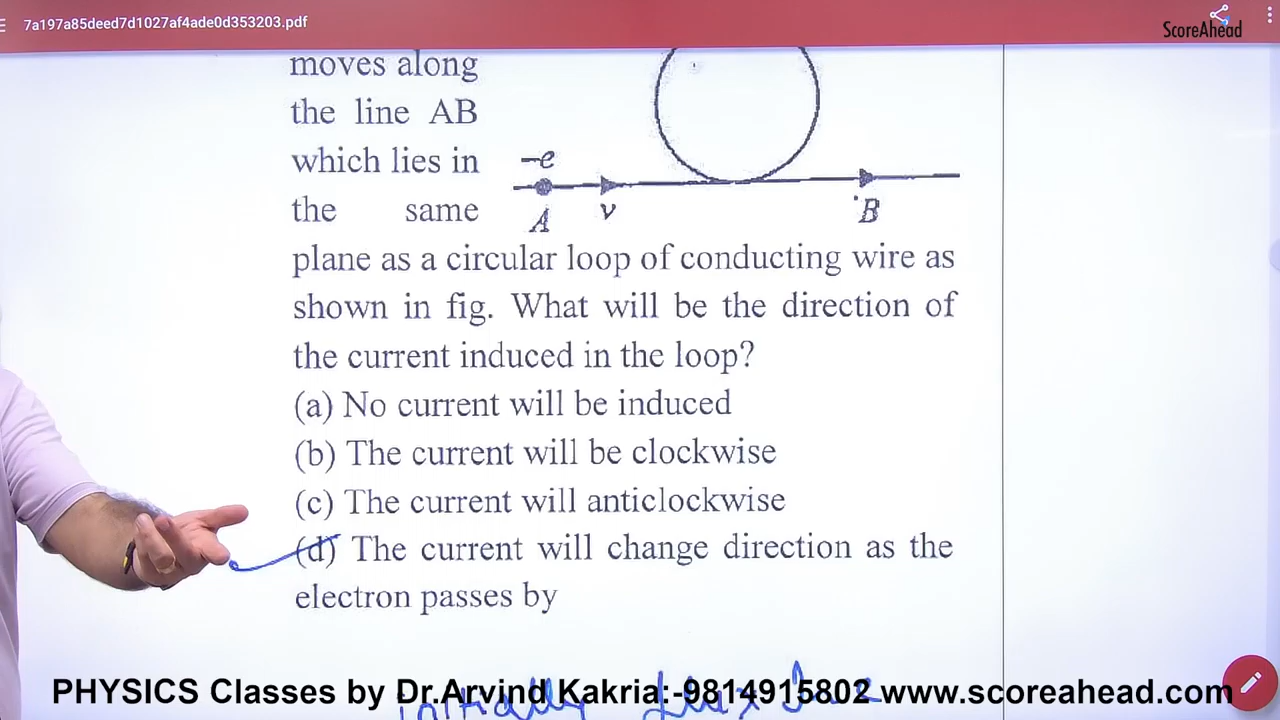 7a197a85deed7d1027af4ade0d353203.pdf
ScoreAhead
moves along
the line AB
which lies in
the same
-e
A
v
B
plane as a circular loop of conducting wire as
shown in fig. What will be the direction of
the current induced in the loop?
(a) No current will be induced
(b) The current will be clockwise
(c) The current will anticlockwise
(d) The current will change direction as the
electron passes by
initially flux
PHYSICS Classes by Dr.Arvind Kakria:-9814915802 www.scoreahead.com